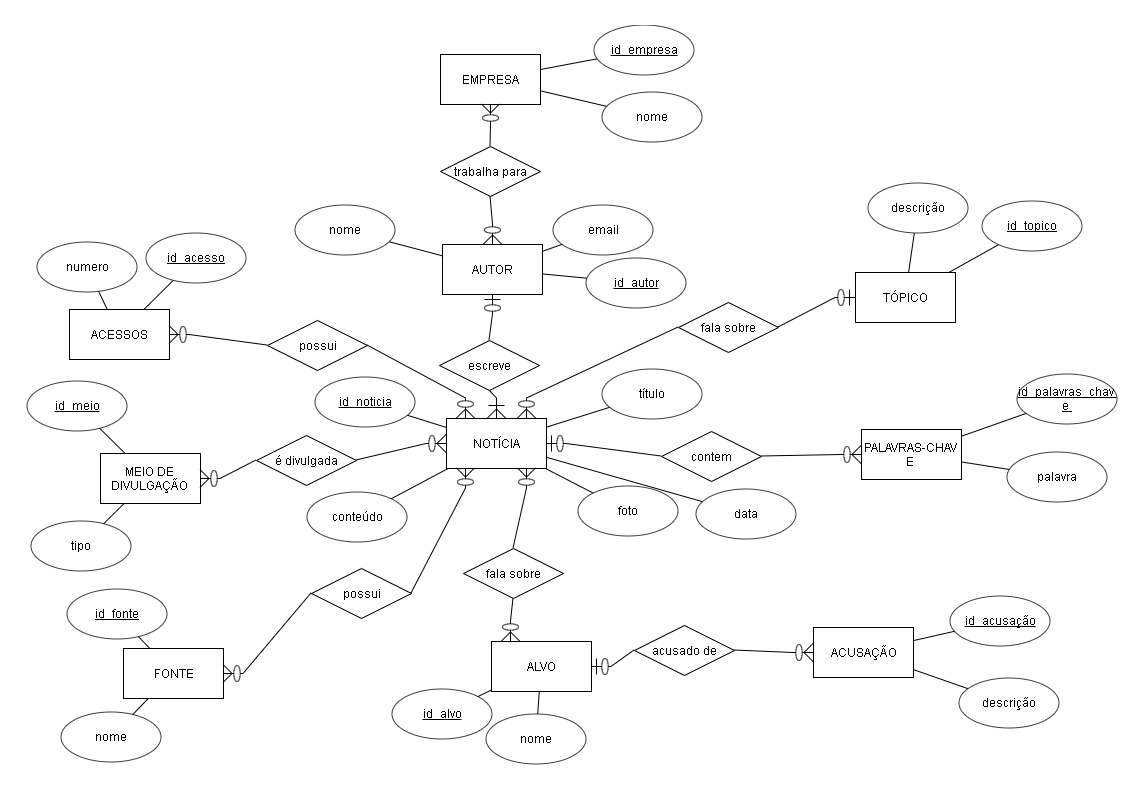 id_empresa
EMPRESA
nome
trabalha para
descrição
nome
email
id_topico
numero
id_acesso
AUTOR
id_autor
TÓPICO
ACESSOS
fala sobre
possui
escreve
título
id_palavras_chav
e
id_meio
id_noticia
NOTÍCIA
PALAVRAS-CHAV
E
contem
é divulgada
MEIO DE
DIVULGAÇÃO
palavra
conteúdo
foto
data
tipo
fala sobre
possui
id_fonte
id_acusação
acusado de
ACUSAÇÃO
FONTE
ALVO
descrição
id_alvo
nome
nome